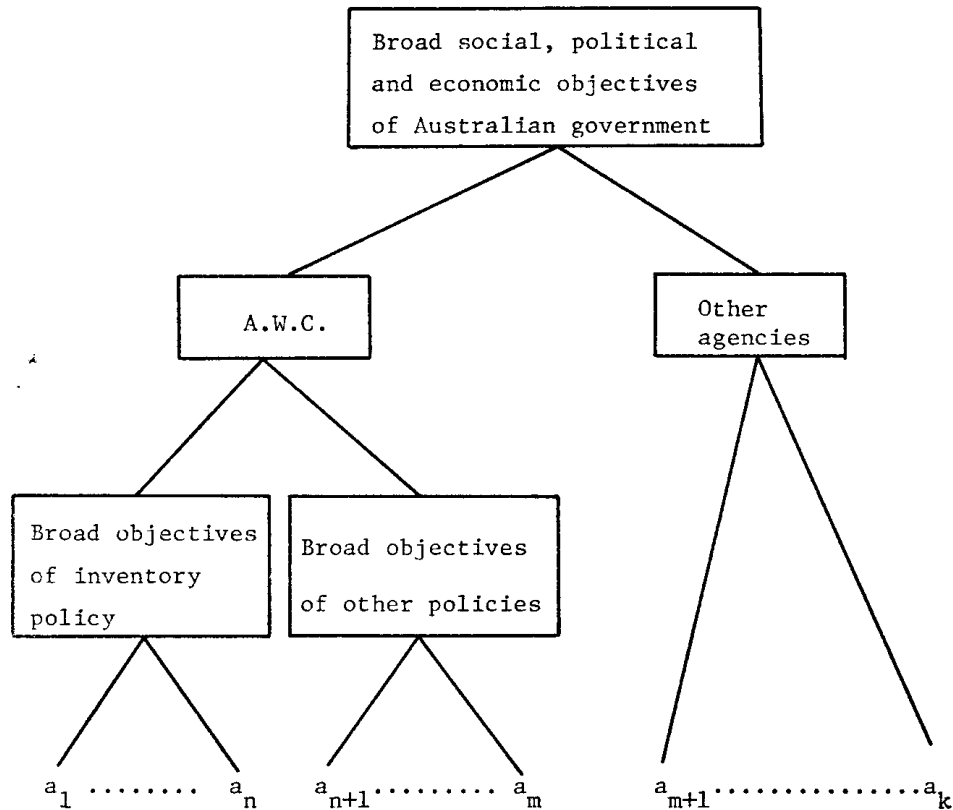 Broad social, political
and economic objectives
of Australian government
A.W.C.
Other
agencies
Broad objectives
of inventory
policy
Broad objectives
of other policies
a1 ......... an
an+1 ........ am
am+1 .............. ak